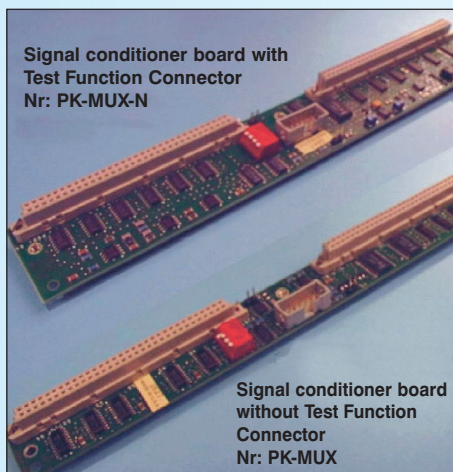 Signal conditioner board with
Test Function Connector
Nr: PK-MUX-N
Signal conditioner board
without Test Function
Connector
Nr: PK-MUX